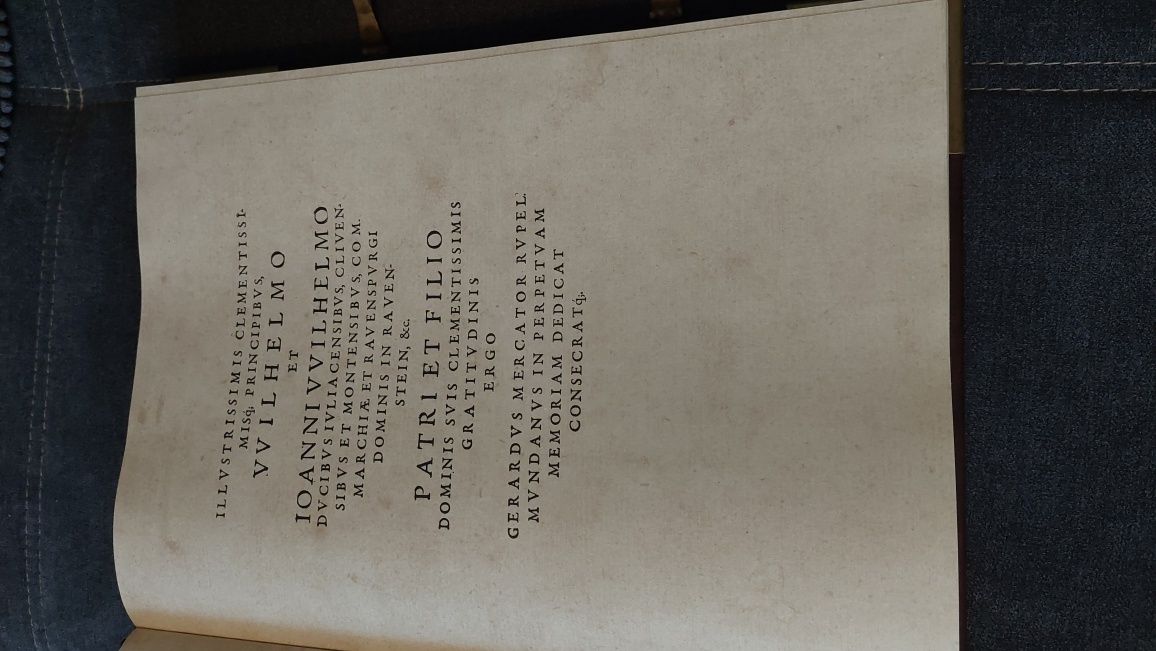 ILLVSTRISSIMIS CLEMENTISSI-
MISq́; PRINCIPIBVS,
VVILHELMO
ET
IOANNI VVILHELMO
DVCIBVS IVLIACENSIBVS, CLIVEN-
SIBVS ET MONTENSIBVS, COM.
MARCHIÆ ET RAVENSPVRGI
DOMINIS IN RAVEN-
STEIN, &c.
PATRI ET FILIO
DOMINIS SVIS CLEMENTISSIMIS
GRATITVDINIS
ERGO
GERARDVS MERCATOR RVPEL:
MVNDANVS IN PERPETVAM
MEMORIAM DEDICAT
CONSECRATq́;.